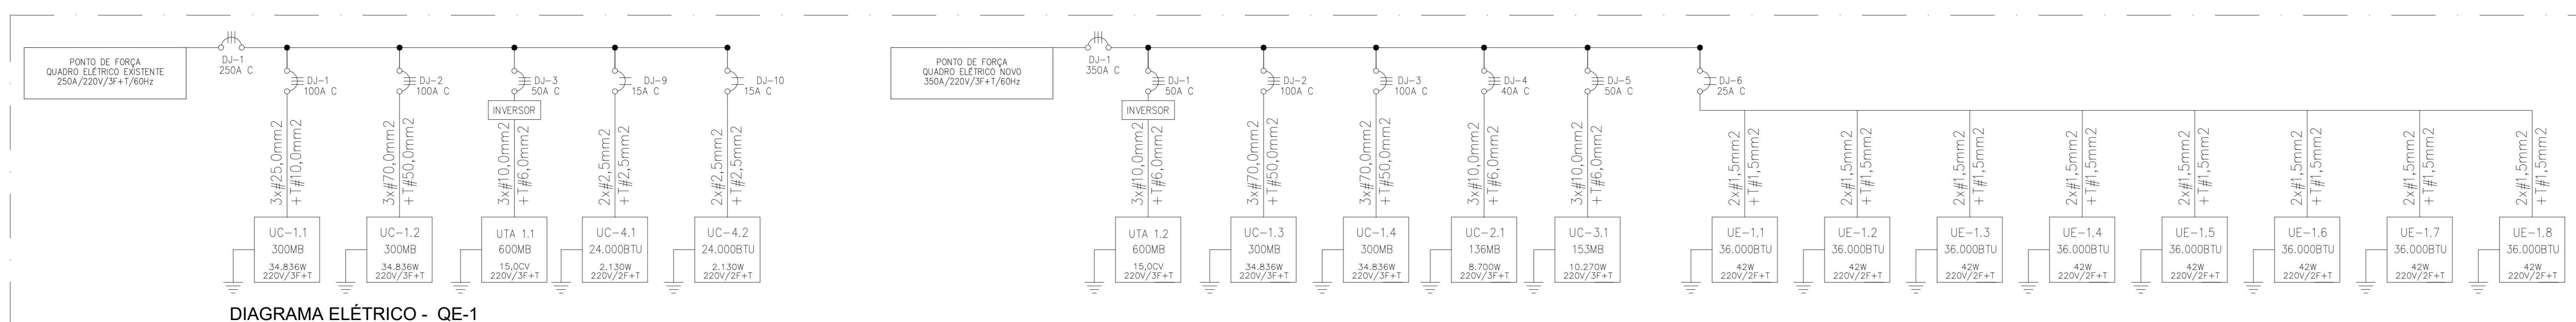 PONTO DE FORÇA
QUADRO ELÉTRICO EXISTENTE
250A/220V/3F+T/60Hz
DJ-1
250A C
DJ-1
100A C
3x#25,0mm2
+T#10,0mm2
UC-1.1
300MB
34.836W
220V/3F+T
DJ-2
100A C
3x#70,0mm2
+T#50,0mm2
UC-1.2
300MB
34.836W
220V/3F+T
DJ-3
50A C
INVERSOR
3x#10,0mm2
+T#6,0mm2
UTA 1.1
600MB
15,0CV
220V/3F+T
DJ-9
15A C
2x#2,5mm2
+T#2,5mm2
UC-4.1
24.000BTU
2.130W
220V/2F+T
DJ-10
15A C
2x#2,5mm2
+T#2,5mm2
UC-4.2
24.000BTU
2.130W
220V/2F+T
PONTO DE FORÇA
QUADRO ELÉTRICO NOVO
350A/220V/3F+T/60Hz
DJ-1
350A C
DJ-1
50A C
INVERSOR
3x#10,0mm2
+T#6,0mm2
UTA 1.2
600MB
15,0CV
220V/3F+T
DJ-2
100A C
3x#70,0mm2
+T#50,0mm2
UC-1.3
300MB
34.836W
220V/3F+T
DJ-3
100A C
3x#70,0mm2
+T#50,0mm2
UC-1.4
300MB
34.836W
220V/3F+T
DJ-4
40A C
3x#10,0mm2
+T#6,0mm2
UC-2.1
136MB
8.700W
220V/3F+T
DJ-5
50A C
3x#10,0mm2
+T#6,0mm2
UC-3.1
153MB
10.270W
220V/3F+T
DJ-6
25A C
2x#1,5mm2
+T#1,5mm2
UE-1.1
36.000BTU
42W
220V/2F+T
2x#1,5mm2
+T#1,5mm2
UE-1.2
36.000BTU
42W
220V/2F+T
2x#1,5mm2
+T#1,5mm2
UE-1.3
36.000BTU
42W
220V/2F+T
2x#1,5mm2
+T#1,5mm2
UE-1.4
36.000BTU
42W
220V/2F+T
2x#1,5mm2
+T#1,5mm2
UE-1.5
36.000BTU
42W
220V/2F+T
2x#1,5mm2
+T#1,5mm2
UE-1.6
36.000BTU
42W
220V/2F+T
2x#1,5mm2
+T#1,5mm2
UE-1.7
36.000BTU
42W
220V/2F+T
2x#1,5mm2
+T#1,5mm2
UE-1.8
36.000BTU
42W
220V/2F+T
DIAGRAMA ELÉTRICO - QE-1